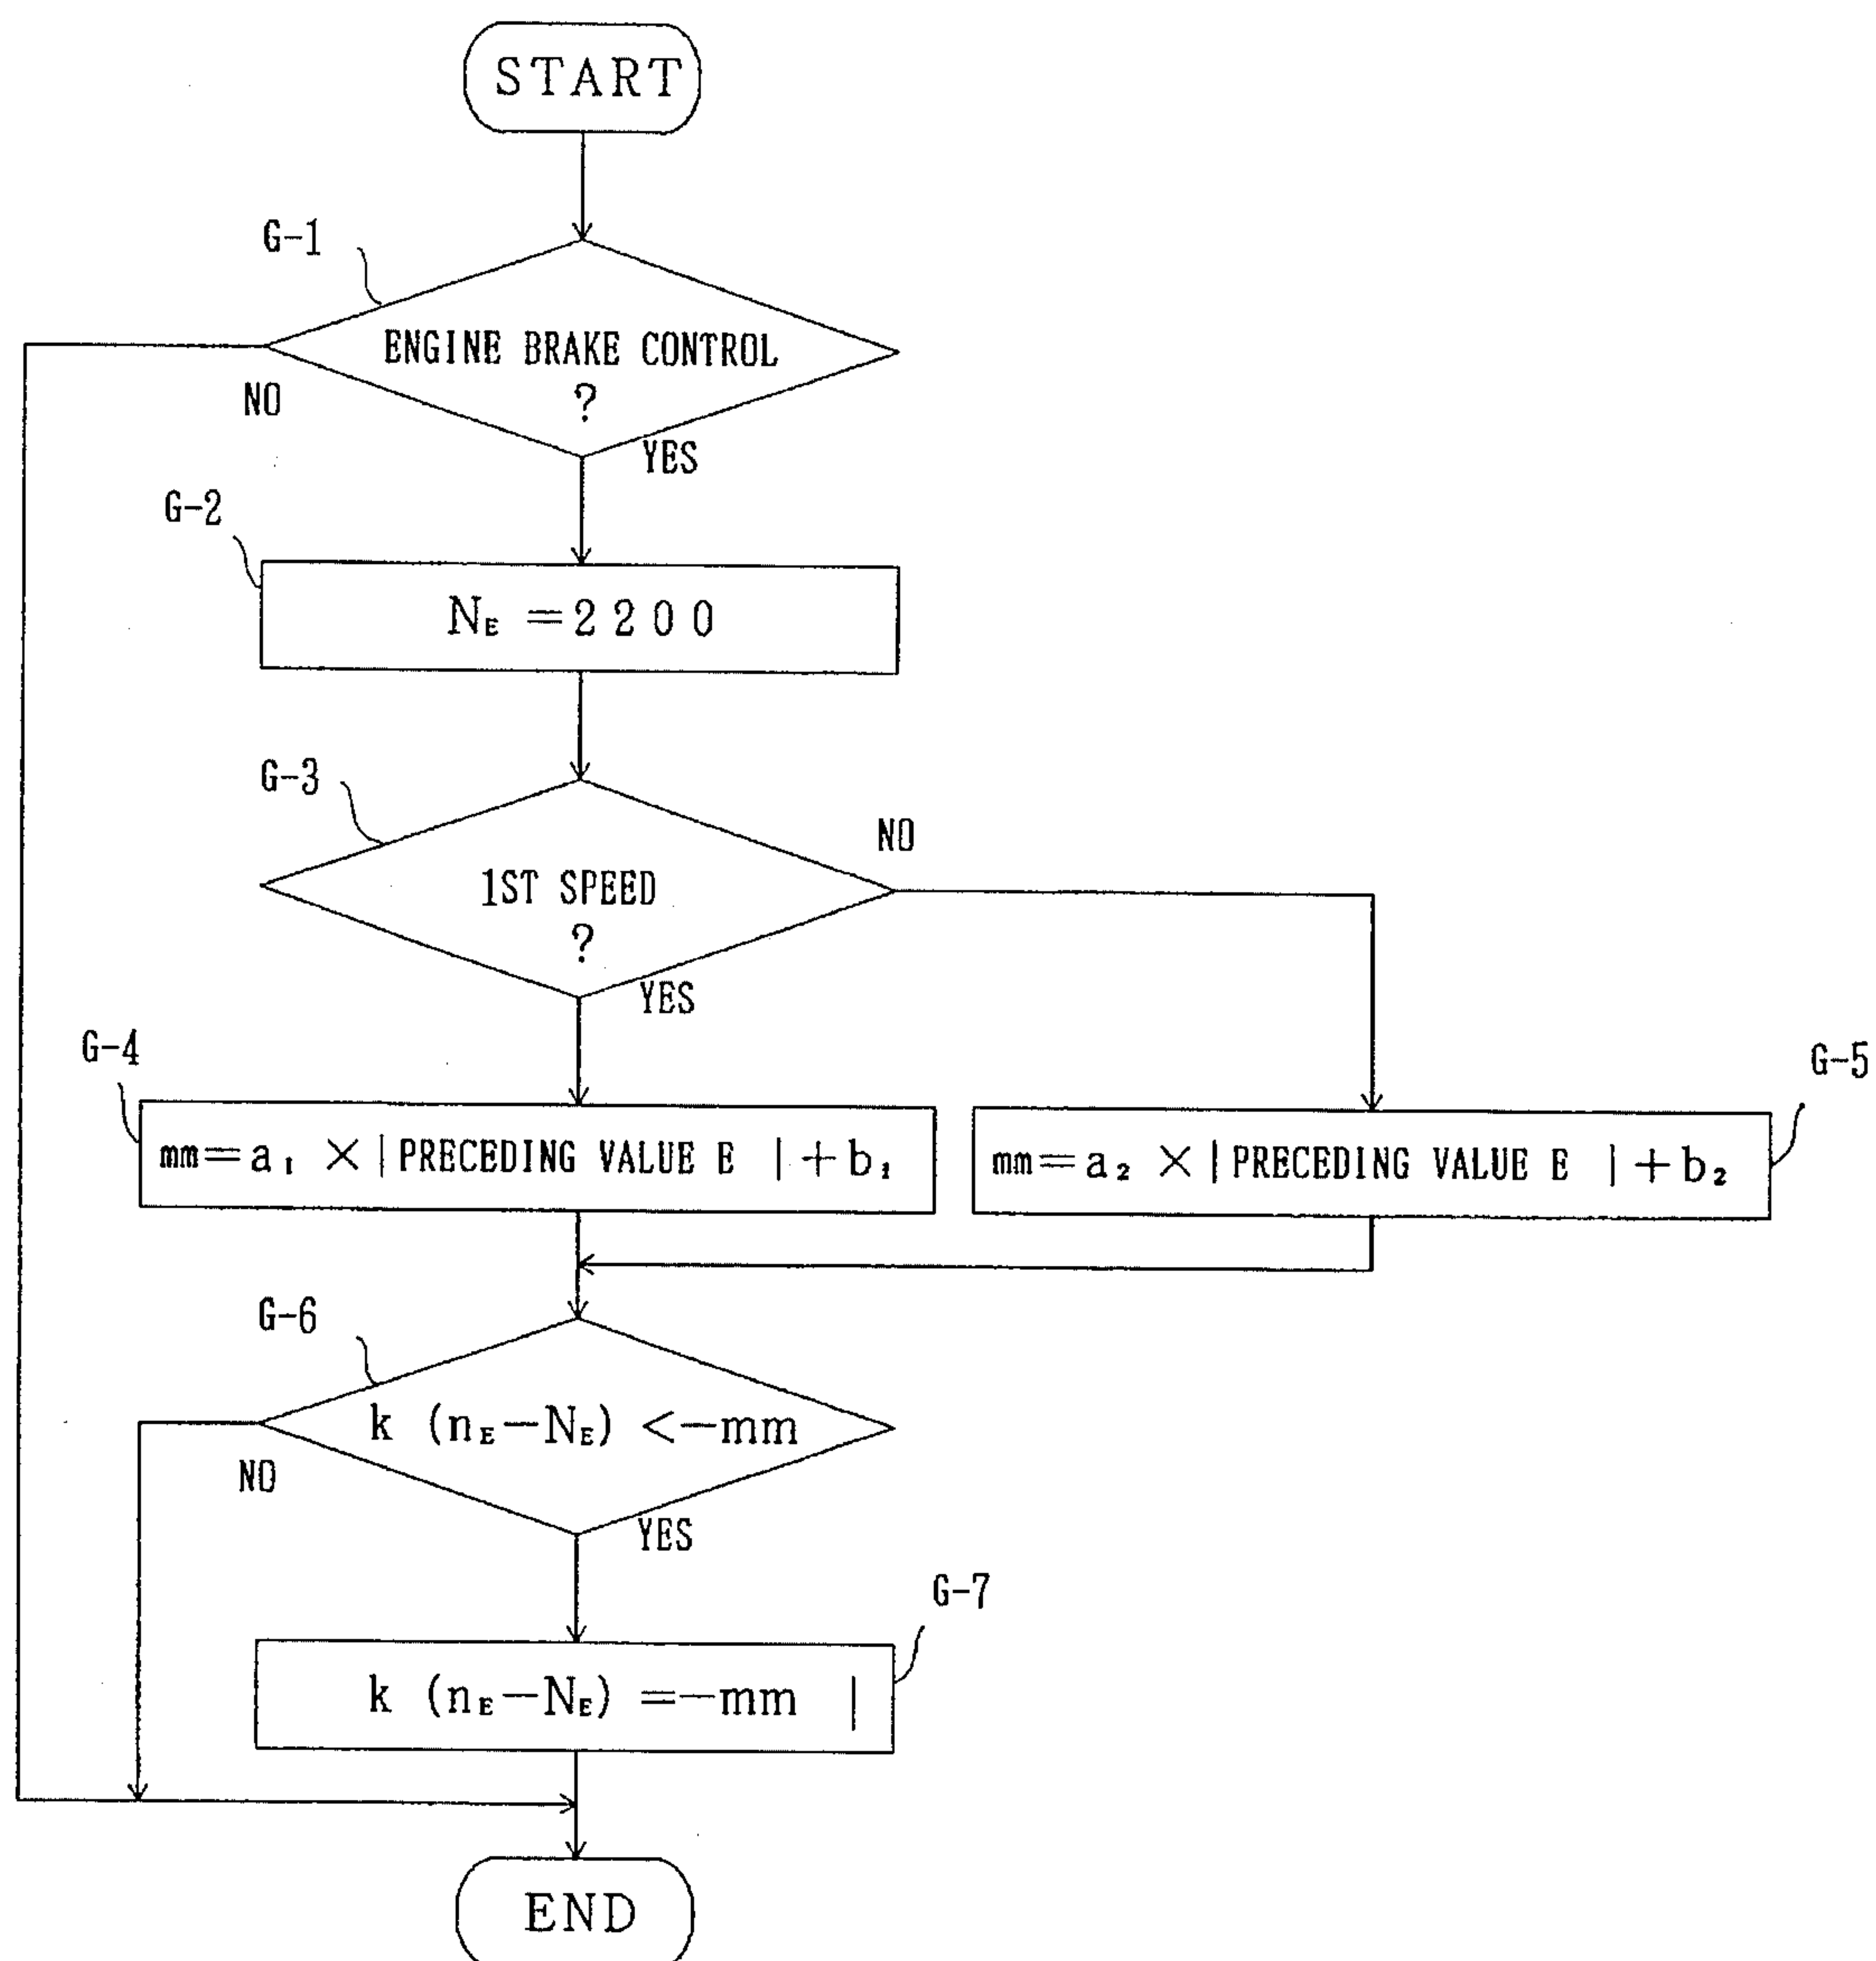 START
G-1
ENGINE BRAKE CONTROL
?
NO
YES
G-2
Nᴇ =2200
G-3
1ST SPEED
?
NO
YES
G-4
mm=a₁ ×|PRECEDING VALUE E |+b₁
G-5
mm=a₂ ×|PRECEDING VALUE E |+b₂
G-6
k (nᴇ-Nᴇ) <-mm
NO
YES
G-7
k (nᴇ-Nᴇ) =-mm |
END